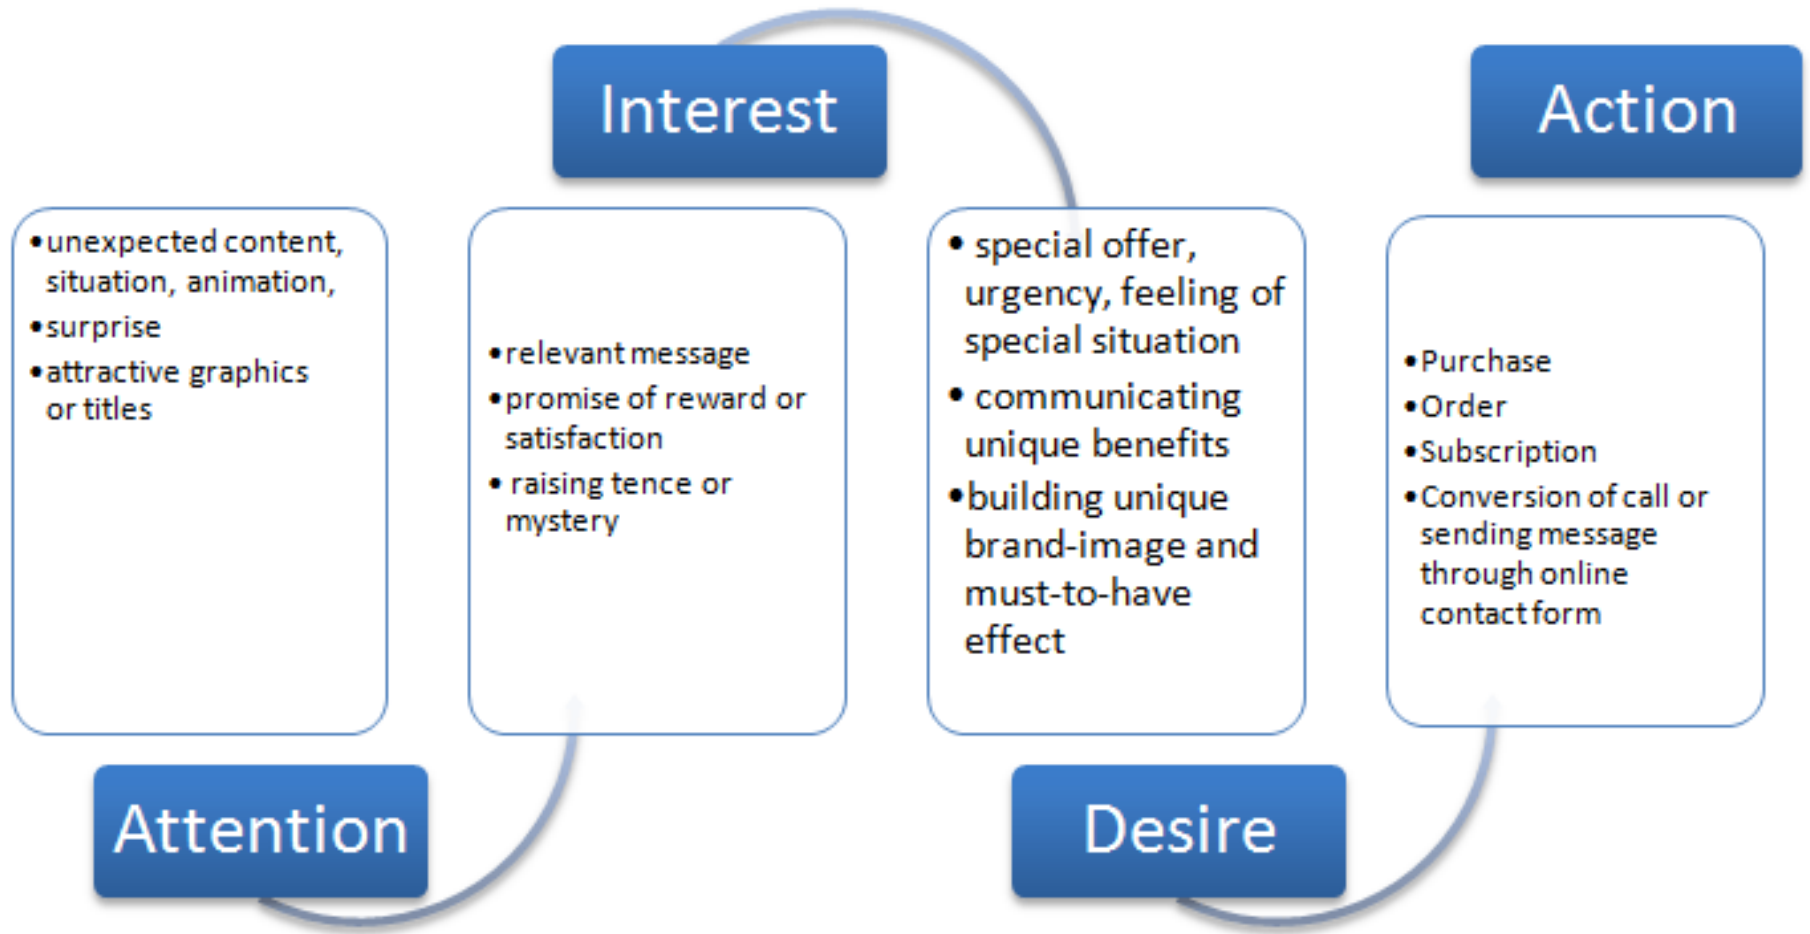 Interest
Action
•unexpected content,
situation, animation,
•surprise
•attractive graphics
or titles
Attention
•relevant message
•promise of reward or
satisfaction
• raising tence or
mystery
• special offer,
urgency, feeling of
special situation
• communicating
unique benefits
•building unique
brand-image and
must-to-have
effect
Desire
•Purchase
•Order
•Subscription
•Conversion of call or
sending message
through online
contact form